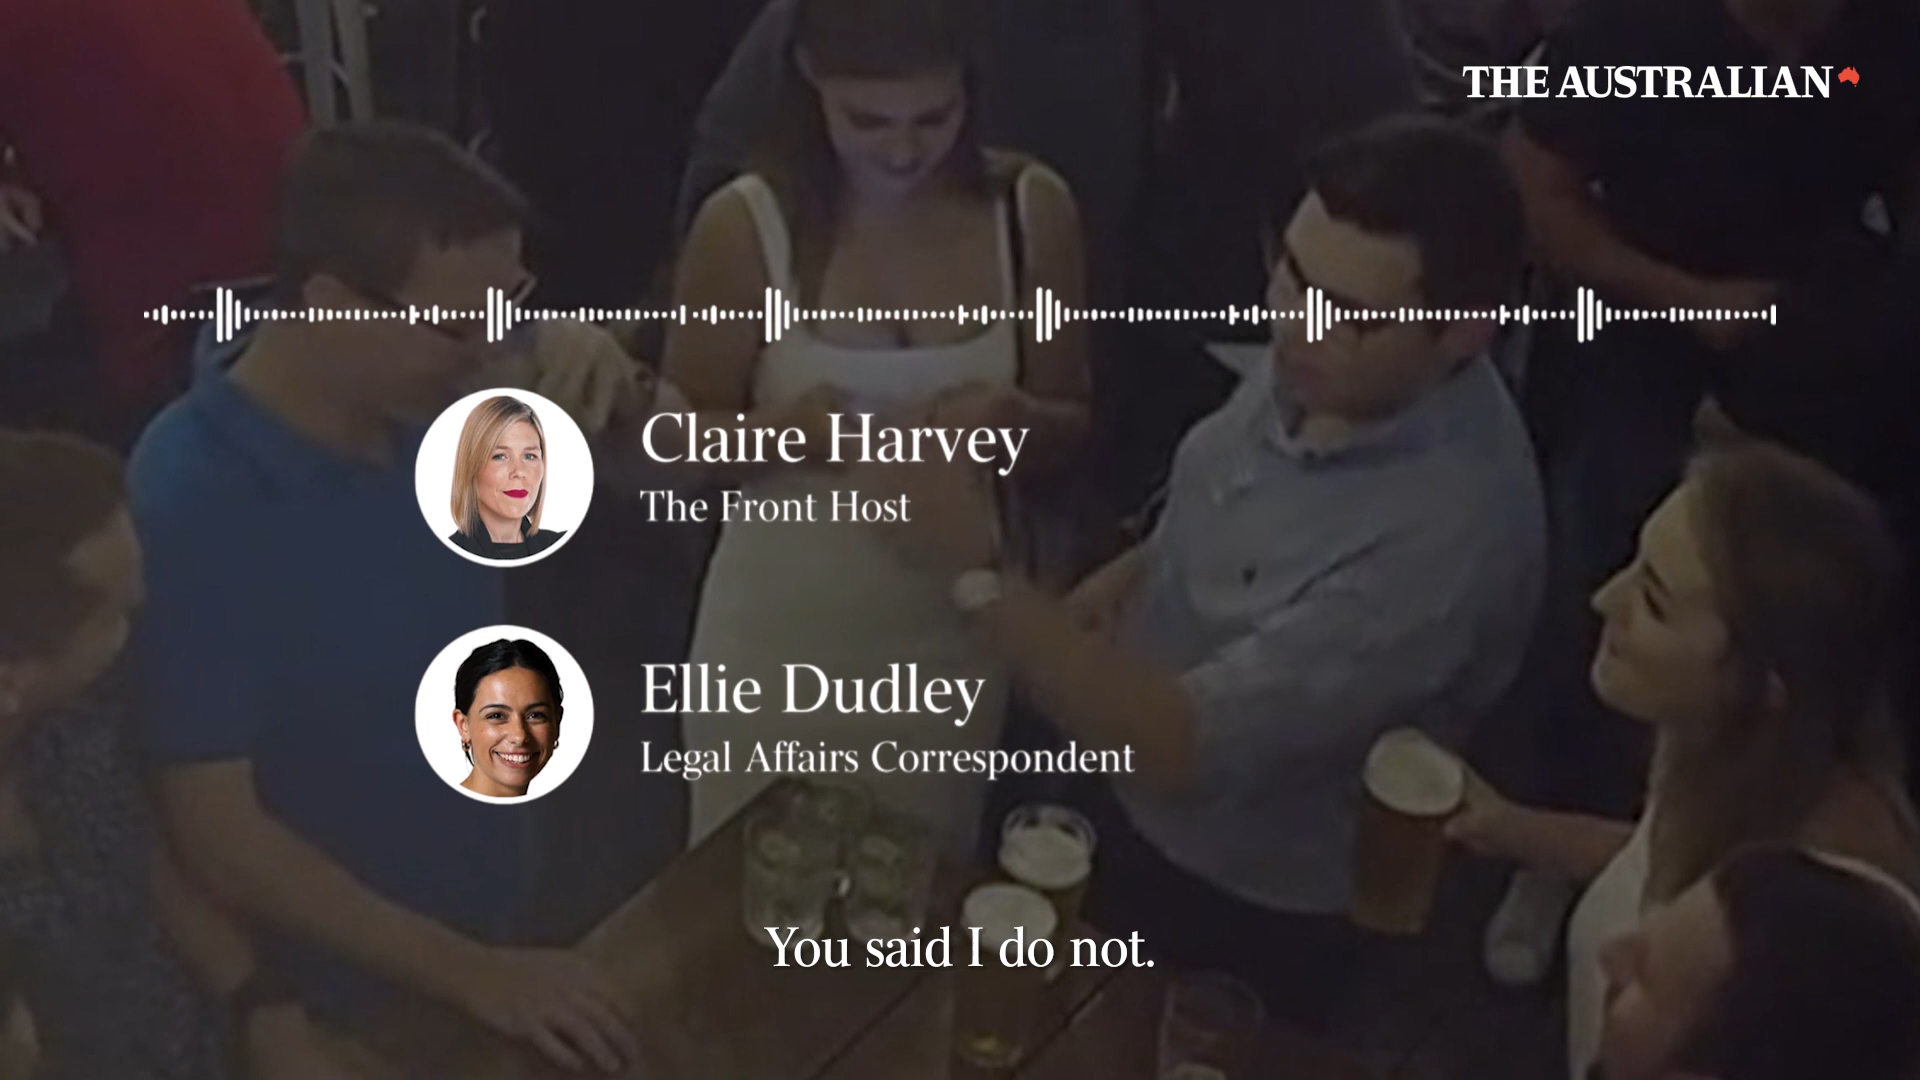 THE AUSTRALIAN
Claire Harvey
The Front Host
Ellie Dudley
Legal Affairs Correspondent
You said I do not.